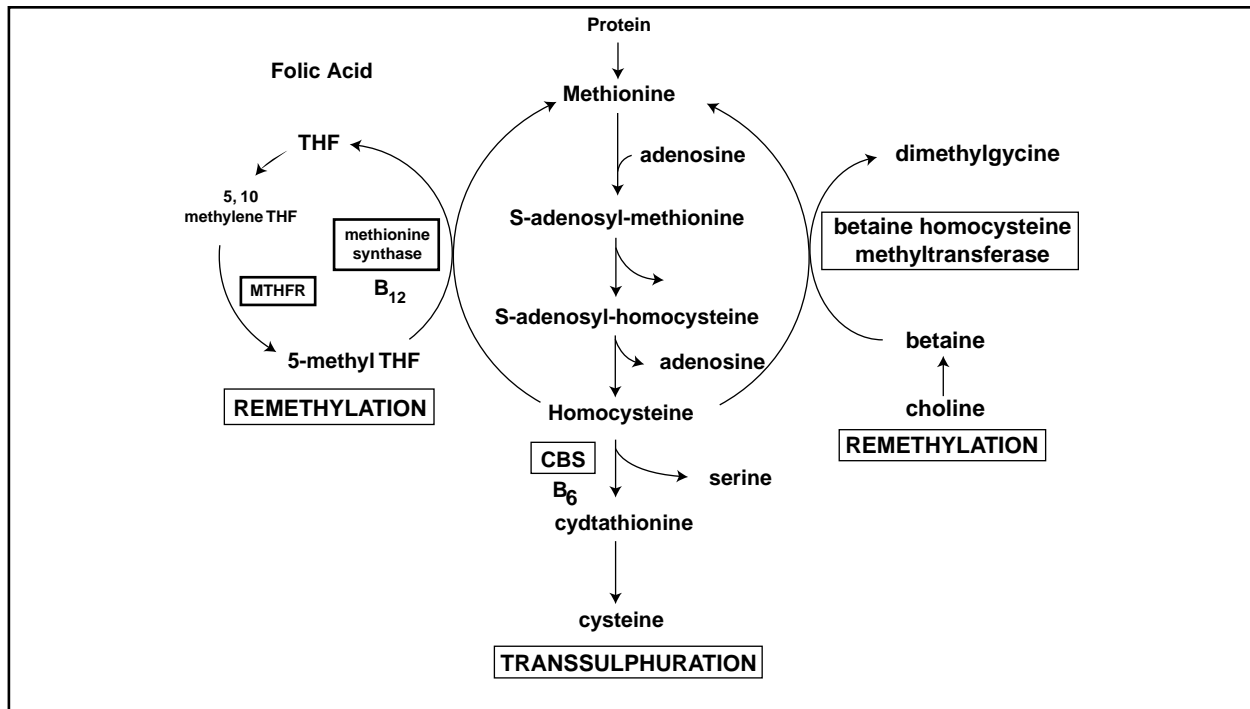 Protein
Folic Acid
Methionine
THF
adenosine
dimethylgycine
5, 10
methylene THF
S-adenosyl-methionine
methionine
synthase
betaine homocysteine
methyltransferase
MTHFR
B12
S-adenosyl-homocysteine
5-methyl THF
adenosine
betaine
REMETHYLATION
Homocysteine
choline
REMETHYLATION
CBS
B6
serine
cydtathionine
cysteine
TRANSSULPHURATION